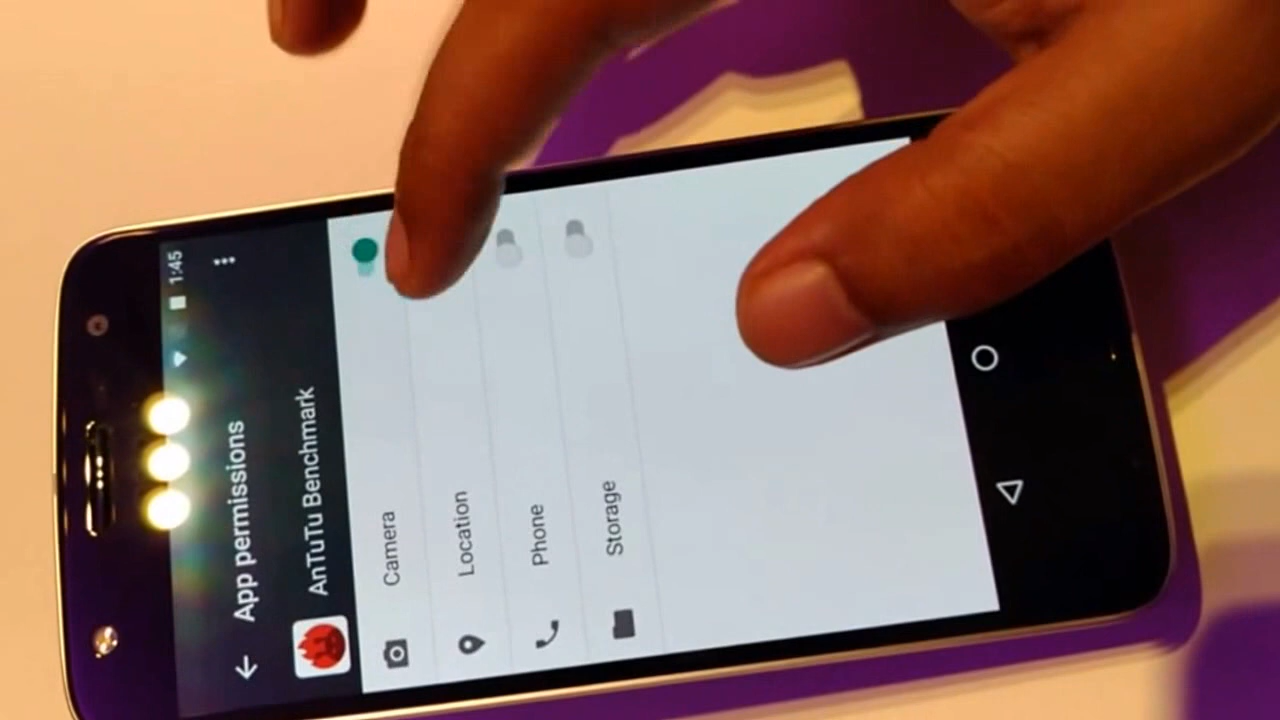 1:45
App permissions
AnTuTu Benchmark
Camera
Location
Phone
Storage